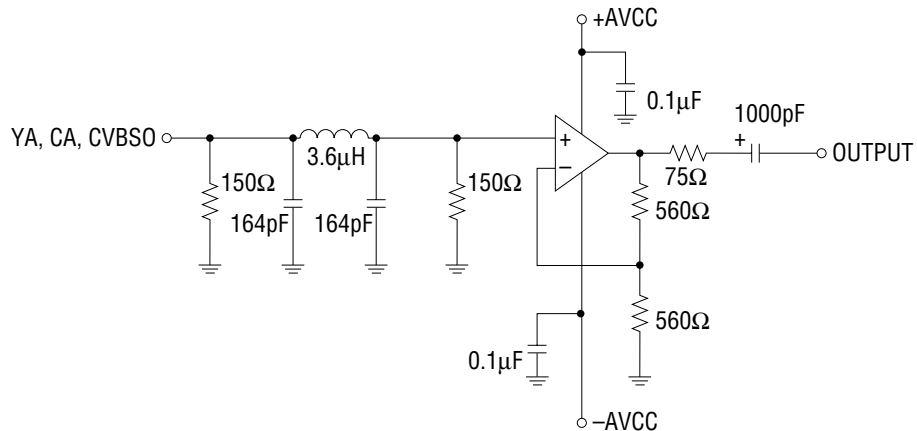 +AVCC
0.1µF
1000pF
YA, CA, CVBSO
+
+
OUTPUT
3.6µH
–
75Ω
150Ω
150Ω
164pF
164pF
560Ω
560Ω
0.1µF
–AVCC